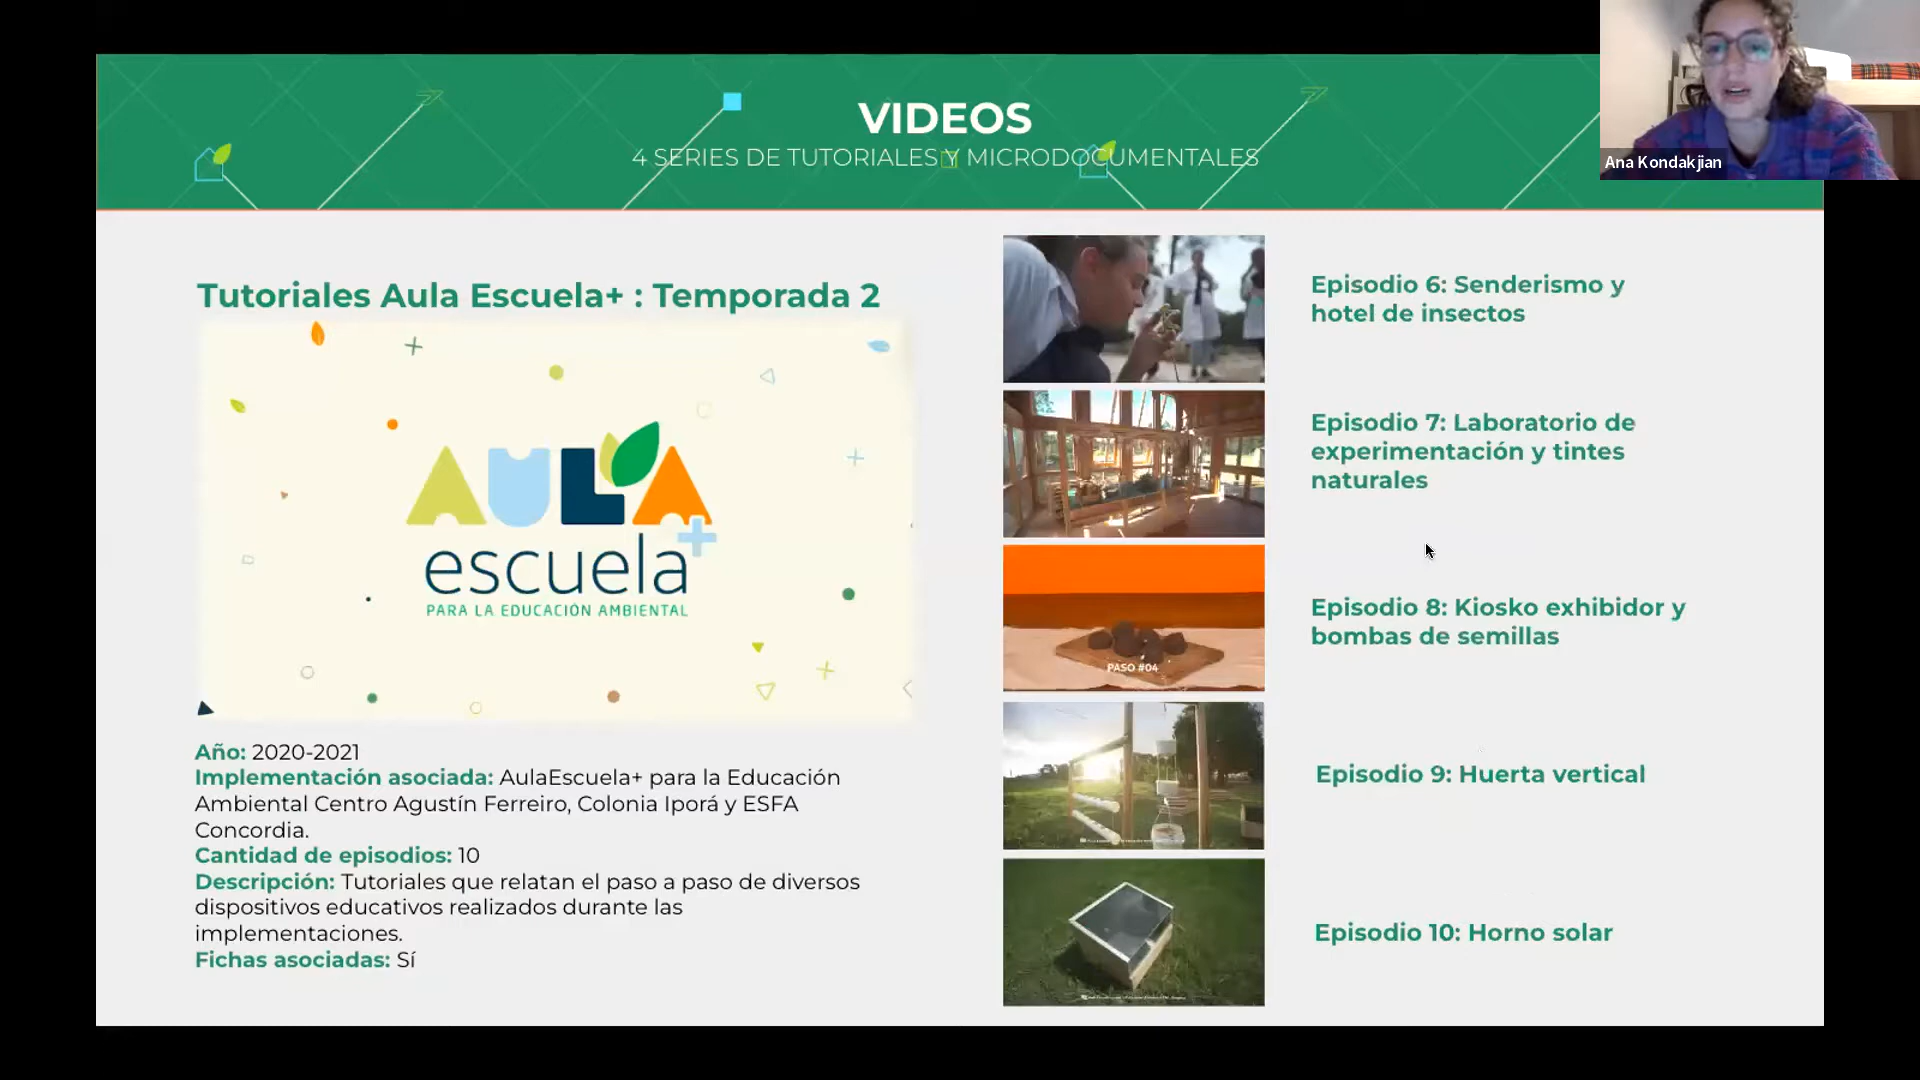 VIDEOS
4 SERIES DE TUTORIALES Y MICRODOCUMENTALES
Ana Kondakjian
Tutoriales Aula Escuela+ : Temporada 2
AULA
escuela+
PARA LA EDUCACIÓN AMBIENTAL
Año: 2020-2021
Implementación asociada: AulaEscuela+ para la Educación
Ambiental Centro Agustín Ferreiro, Colonia Iporá y ESFA
Concordia.
Cantidad de episodios: 10
Descripción: Tutoriales que relatan el paso a paso de diversos
dispositivos educativos realizados durante las
implementaciones.
Fichas asociadas: Sí
Episodio 6: Senderismo y
hotel de insectos
Episodio 7: Laboratorio de
experimentación y tintes
naturales
PASO #04
Episodio 8: Kiosko exhibidor y
bombas de semillas
Episodio 9: Huerta vertical
Episodio 10: Horno solar